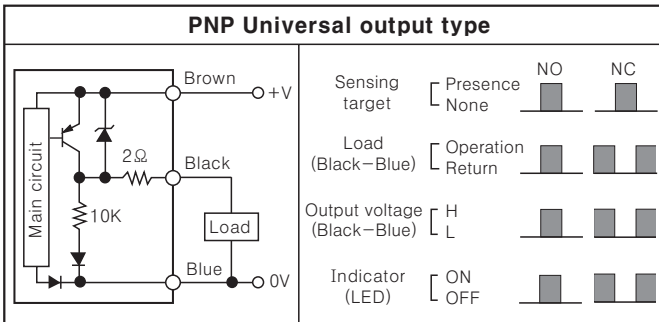 PNP Universal output type
Brown
+V
Main circuit
2Ω
Black
10K
Load
Blue
0V
NO NC
Sensing target
Presence
None
Load (Black−Blue)
Operation
Return
Output voltage (Black−Blue)
H
L
Indicator (LED)
ON
OFF